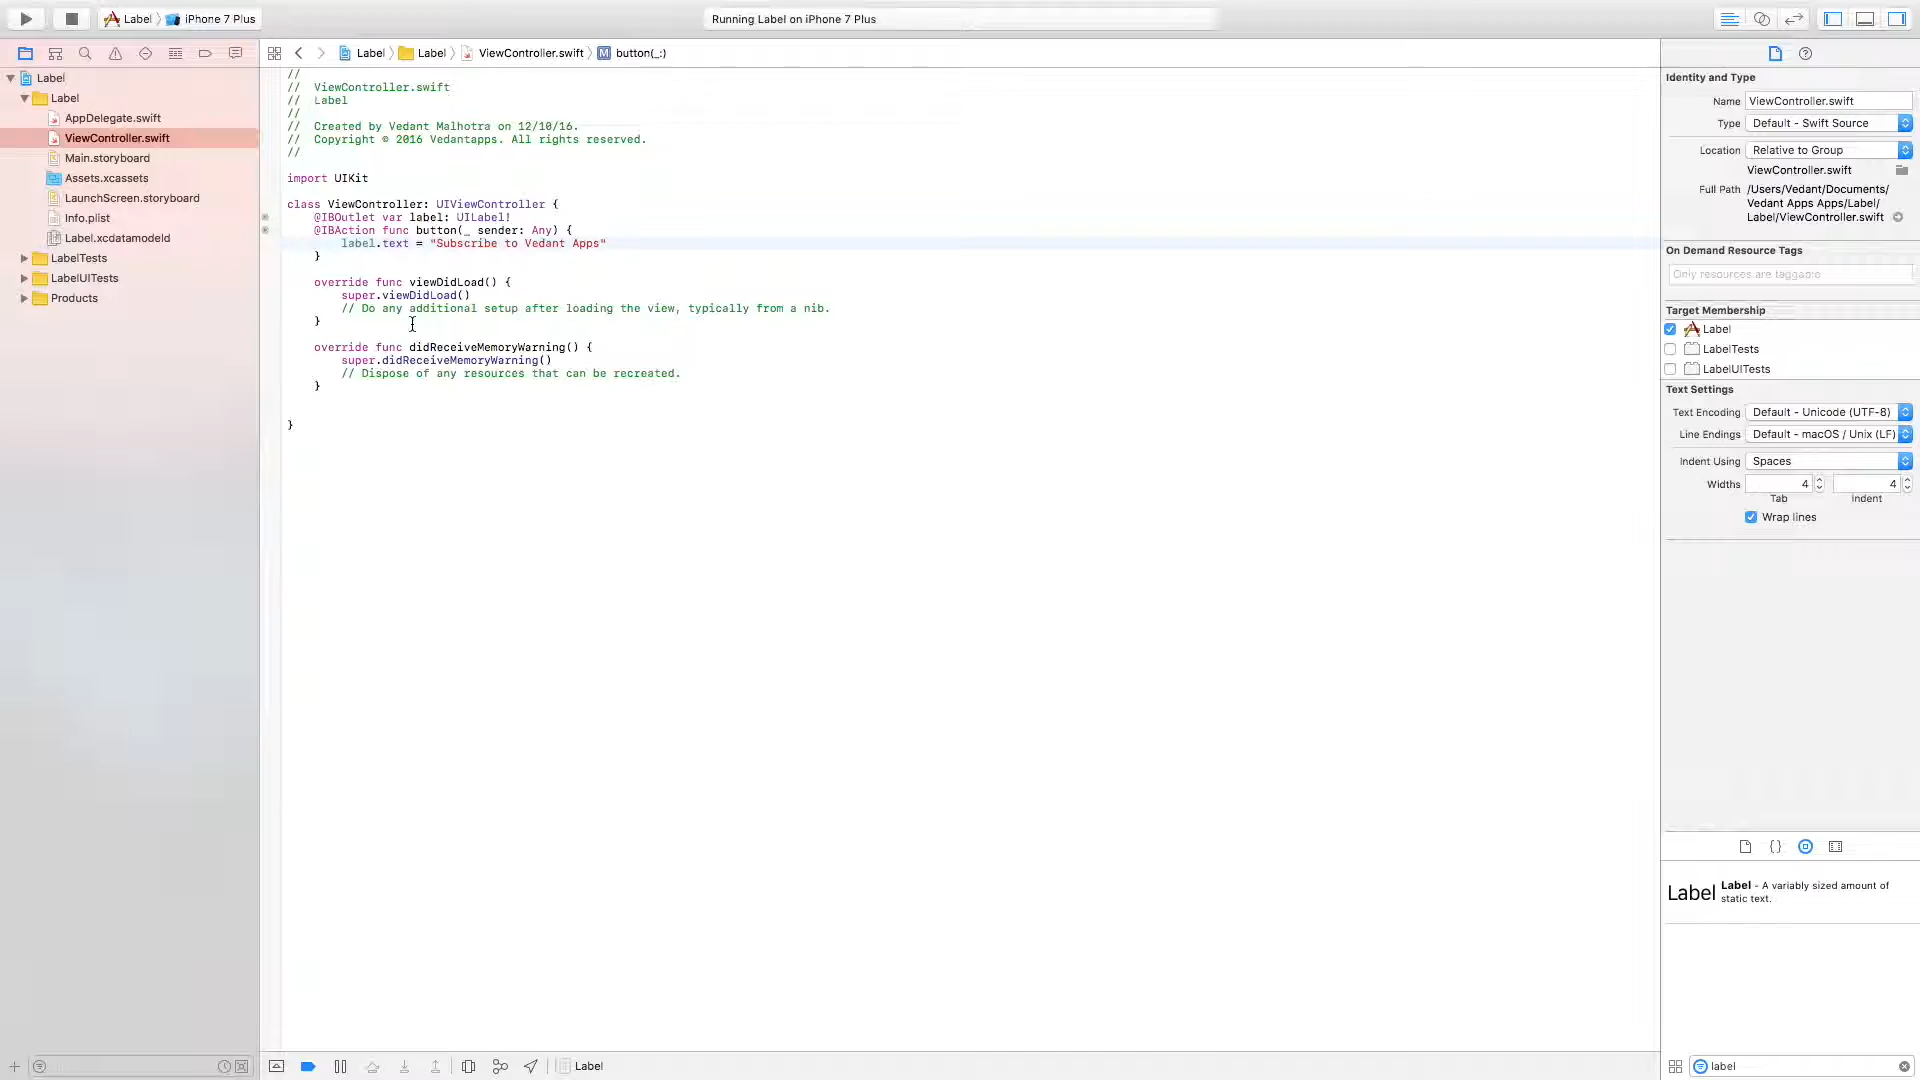 Label
iPhone 7 Plus
Running Label on iPhone 7 Plus
Label
Label
ViewController.swift
button(_:)
Label
Label
AppDelegate.swift
ViewController.swift
Main.storyboard
Assets.xcassets
LaunchScreen.storyboard
Info.plist
Label.xcdatamodeld
LabelTests
LabelUITests
Products
//
//  ViewController.swift
//  Label
//
//  Created by Vedant Malhotra on 12/10/16.
//  Copyright © 2016 Vedantapps. All rights reserved.
//
import UIKit
class ViewController: UIViewController {
    @IBOutlet var label: UILabel!
    @IBAction func button(_ sender: Any) {
        label.text = "Subscribe to Vedant Apps"
    }
    override func viewDidLoad() {
        super.viewDidLoad()
        // Do any additional setup after loading the view, typically from a nib.
    }
    override func didReceiveMemoryWarning() {
        super.didReceiveMemoryWarning()
        // Dispose of any resources that can be recreated.
    }
}
Identity and Type
Name ViewController.swift
Type Default - Swift Source
Location Relative to Group
ViewController.swift
Full Path /Users/Vedant/Documents/
Vedant Apps Apps/Label/
Label/ViewController.swift
On Demand Resource Tags
Only resources are taggable
Target Membership
Label
LabelTests
LabelUITests
Text Settings
Text Encoding Default - Unicode (UTF-8)
Line Endings Default - macOS / Unix (LF)
Indent Using Spaces
Widths 4 4
Tab Indent
Wrap lines
{}
Label Label - A variably sized amount of
static text.
Label
label